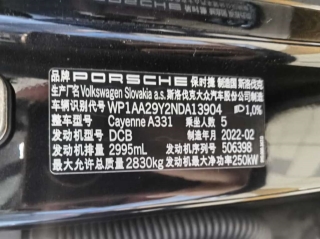 品牌 PORSCHE 保时捷 制造国 斯洛伐克
生产厂名 Volkswagen Slovakia a.s. 斯洛伐克大众汽车股份公司制造
车辆识别代号 WP1AA29Y2NDA13904 1,0%
整车型号 Cayenne A331 乘坐人数 5
发动机型号 DCB 制造年月 2022-02
发动机排量 2995mL 发动机号 506398
最大允许总质量 2830kg 发动机最大净功率 250kW